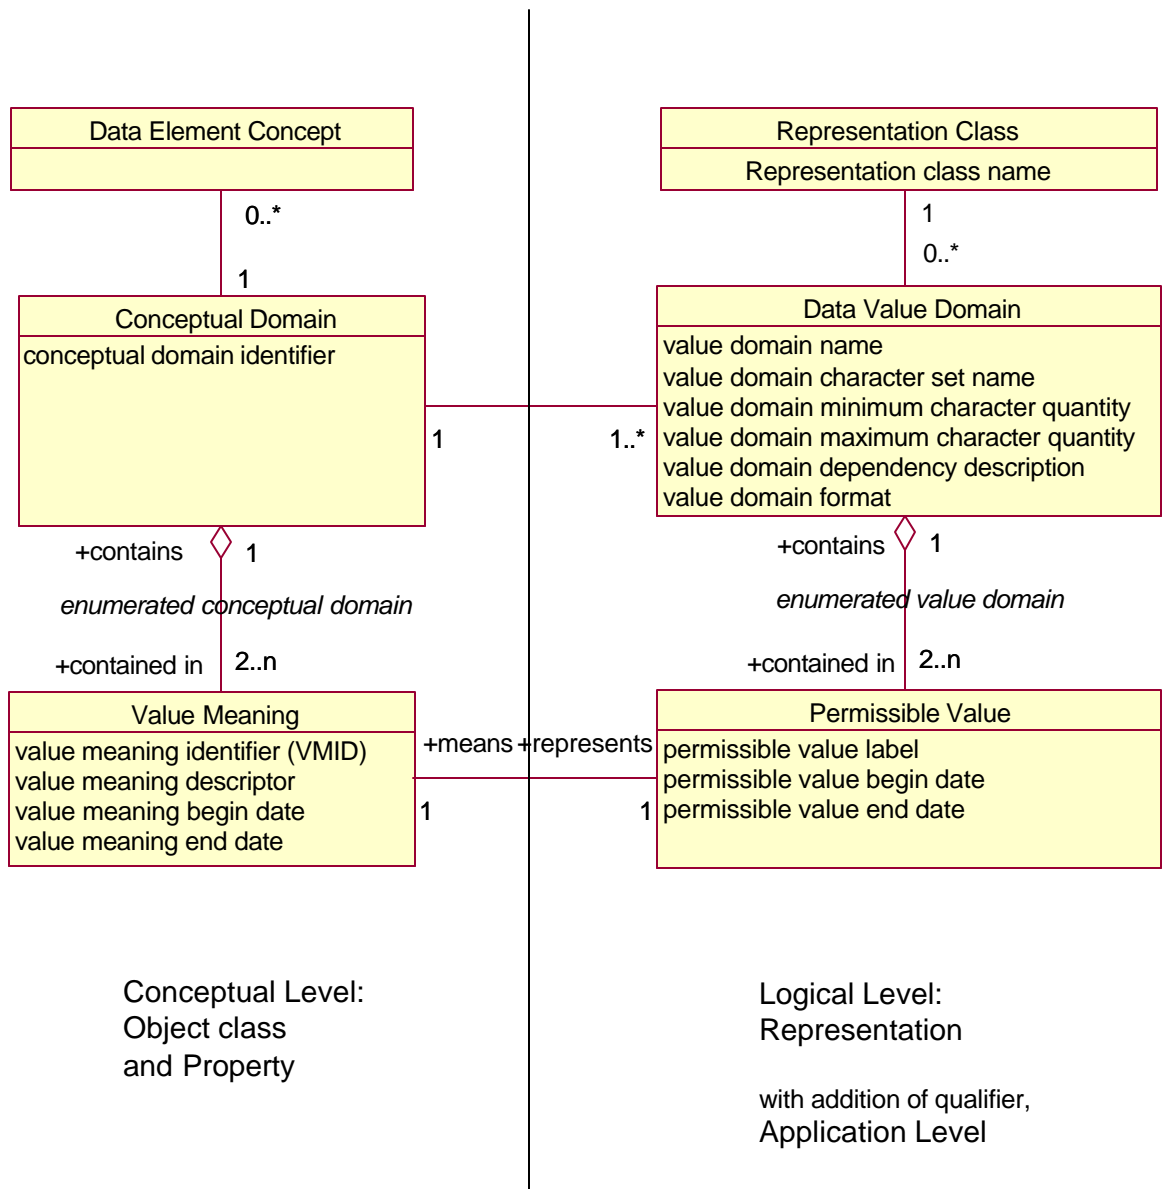 Data Element Concept
0..*
1
Conceptual Domain
conceptual domain identifier
1
1..*
+contains
1
enumerated conceptual domain
+contained in
2..n
Value Meaning
value meaning identifier (VMID)
value meaning descriptor
value meaning begin date
value meaning end date
+means
+represents
1
1
Representation Class
Representation class name
1
0..*
Data Value Domain
value domain name
value domain character set name
value domain minimum character quantity
value domain maximum character quantity
value domain dependency description
value domain format
+contains
1
enumerated value domain
+contained in
2..n
Permissible Value
permissible value label
permissible value begin date
permissible value end date
Conceptual Level:
Object class
and Property
Logical Level:
Representation
with addition of qualifier,
Application Level